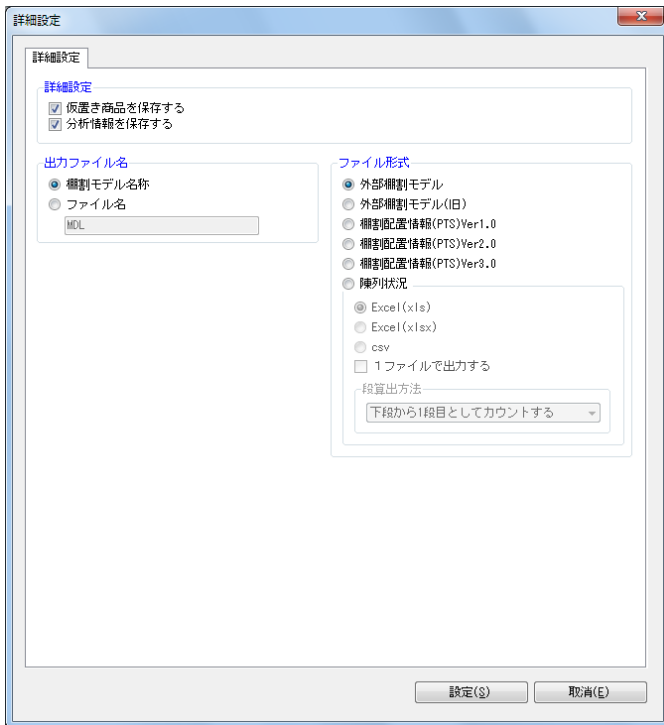 詳細設定
詳細設定
詳細設定
仮置き商品を保存する
分析情報を保存する
出力ファイル名
棚割モデル名称
ファイル名
MDL
ファイル形式
外部棚割モデル
外部棚割モデル(旧)
棚割配置情報(PTS)Ver1.0
棚割配置情報(PTS)Ver2.0
棚割配置情報(PTS)Ver3.0
陳列状況
Excel(xls)
Excel(xlsx)
csv
1ファイルで出力する
段算出方法
下段から1段目としてカウントする
設定(S)
取消(E)